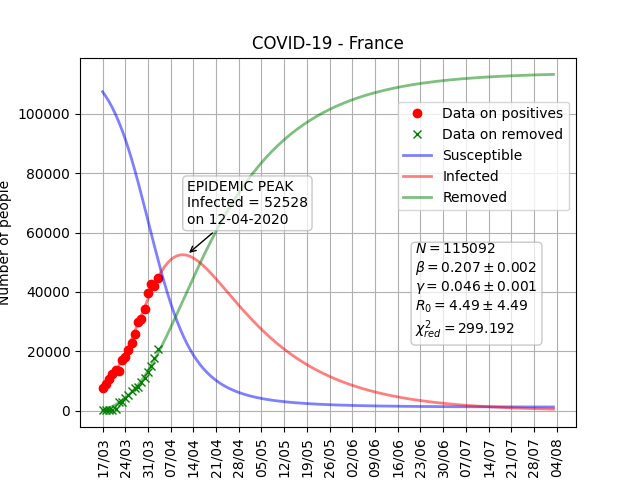 COVID-19 - France
Number of people
100000
80000
60000
40000
20000
0
Data on positives
Data on removed
Susceptible
Infected
Removed
EPIDEMIC PEAK
Infected = 52528
on 12-04-2020
N = 115092
β = 0.207 ± 0.002
γ = 0.046 ± 0.001
R₀ = 4.49 ± 4.49
χ²red = 299.192
17/03
24/03
31/03
07/04
14/04
21/04
28/04
05/05
12/05
19/05
26/05
02/06
09/06
16/06
23/06
30/06
07/07
14/07
21/07
28/07
04/08